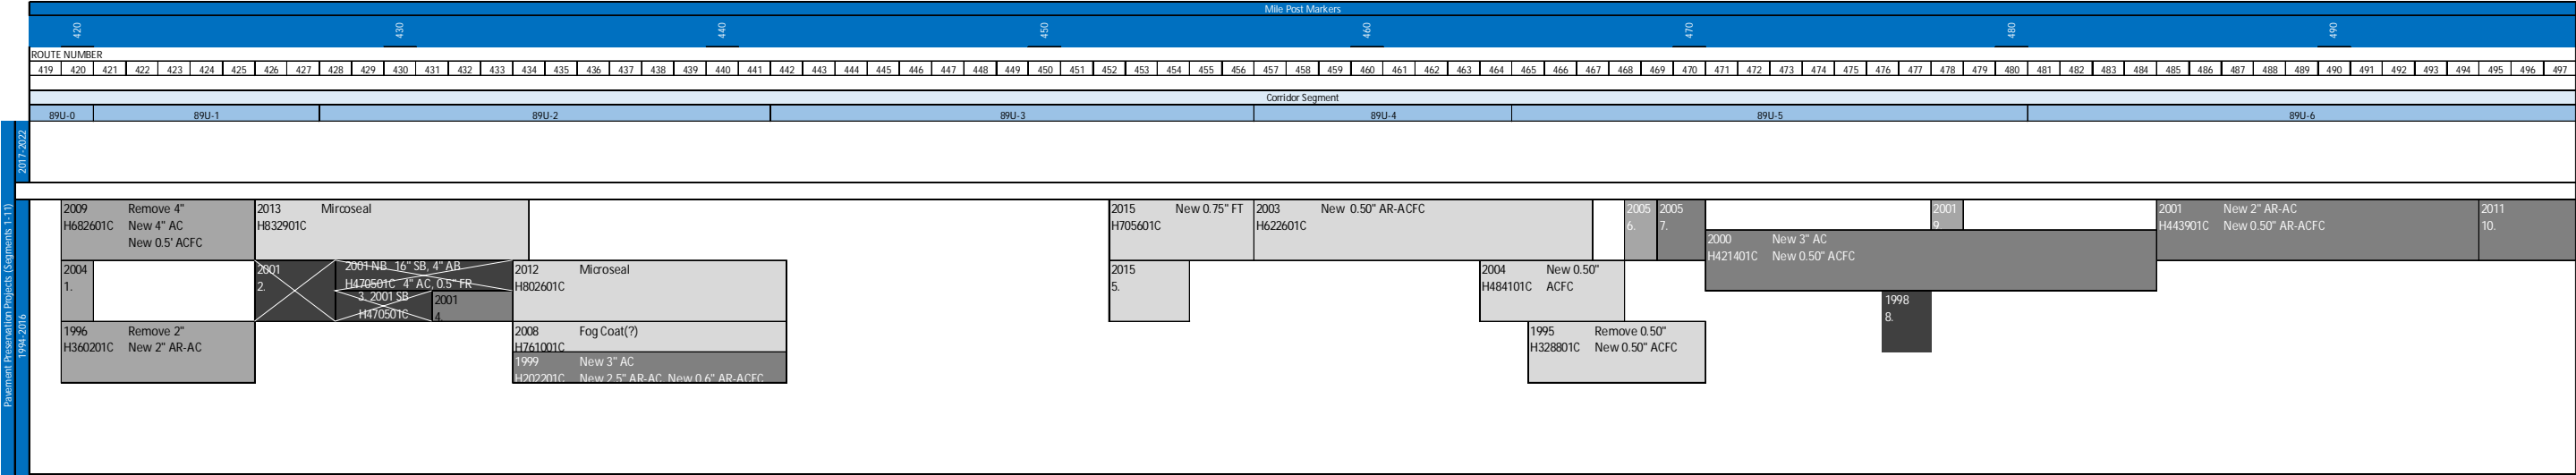 Mile Post Markers
420 430 440 450 460 470 480 490
ROUTE NUMBER
419 420 421 422 423 424 425 426 427 428 429 430 431 432 433 434 435 436 437 438 439 440 441 442 443 444 445 446 447 448 449 450 451 452 453 454 455 456 457 458 459 460 461 462 463 464 465 466 467 468 469 470 471 472 473 474 475 476 477 478 479 480 481 482 483 484 485 486 487 488 489 490 491 492 493 494 495 496 497
Corridor Segment
89U-0 89U-1 89U-2 89U-3 89U-4 89U-5 89U-6
Pavement Preservation Projects (Segments 1-11)
2017-2022
1994-2016
2009 Remove 4"
H682601C New 4" AC
New 0.5' ACFC
2013 Mircoseal
H832901C
2015 New 0.75" FT
H705601C
2003 New 0.50" AR-ACFC
H622601C
2005
6.
2005
7.
2001
9.
2001 New 2" AR-AC
H443901C New 0.50" AR-ACFC
2011
10.
2000 New 3" AC
H421401C New 0.50" ACFC
2004
1.
2001
2.
2001 NB 16" SB, 4" AB
H470501C 4" AC, 0.5" FR
3. 2001 SB
H470501C
2001
4.
2012 Microseal
H802601C
2015
5.
2004 New 0.50"
H484101C ACFC
1998
8.
1996 Remove 2"
H360201C New 2" AR-AC
2008 Fog Coat(?)
H761001C
1999 New 3" AC
H202201C New 2.5" AR-AC, New 0.6" AR-ACFC
1995 Remove 0.50"
H328801C New 0.50" ACFC